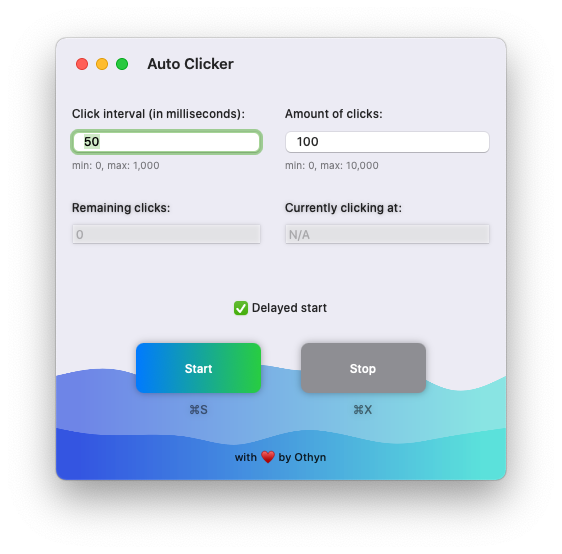 Auto Clicker
Click interval (in milliseconds):
Amount of clicks:
50
100
min: 0, max: 1,000
min: 0, max: 10,000
Remaining clicks:
Currently clicking at:
0
N/A
✅ Delayed start
Start
Stop
⌘S
⌘X
with ❤️ by Othyn